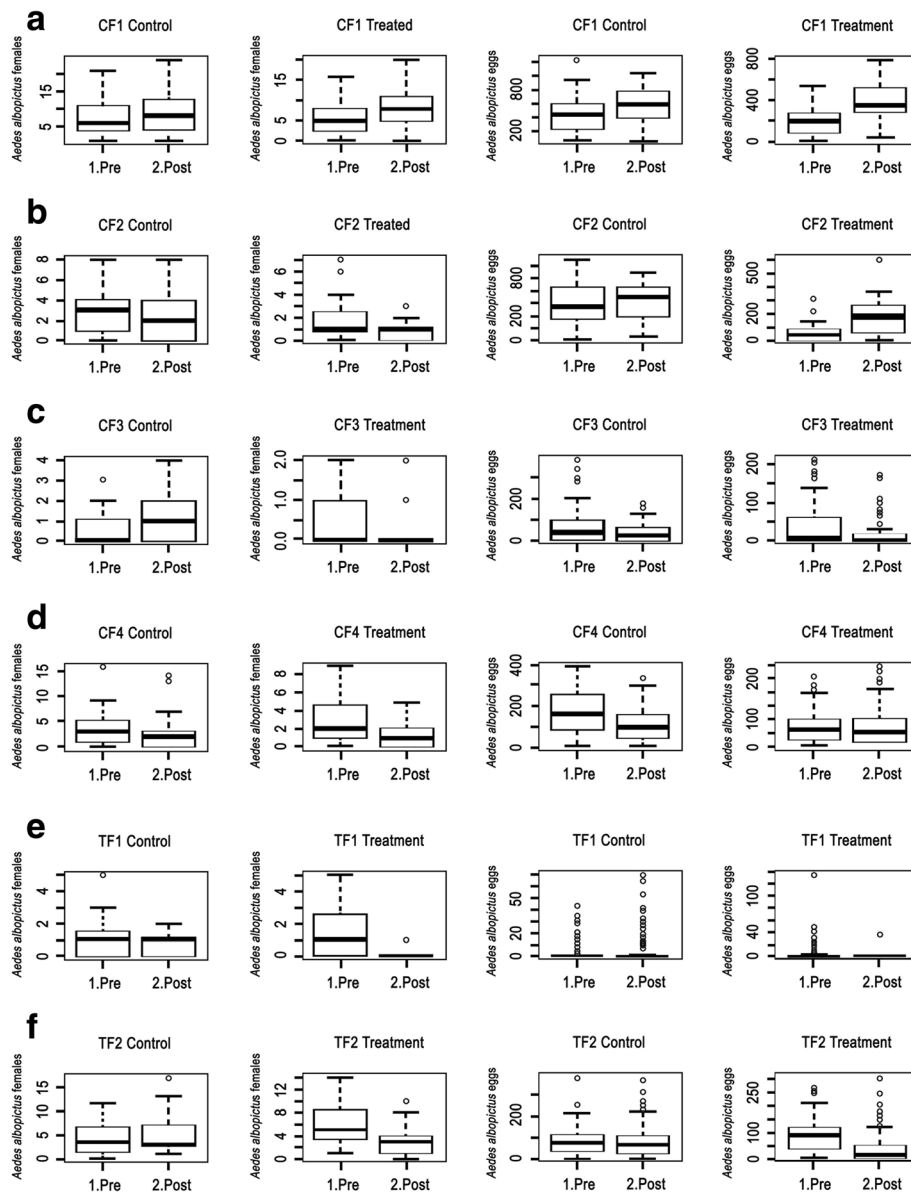 a
CF1 Control
CF1 Treated
CF1 Control
CF1 Treatment
Aedes albopictus females
5 15
1.Pre 2.Post
Aedes albopictus females
0 5 15
1.Pre 2.Post
Aedes albopictus eggs
200 800
1.Pre 2.Post
Aedes albopictus eggs
0 400 800
1.Pre 2.Post
b
CF2 Control
CF2 Treated
CF2 Control
CF2 Treatment
Aedes albopictus females
0 2 4 6 8
1.Pre 2.Post
Aedes albopictus females
0 2 4 6
1.Pre 2.Post
Aedes albopictus eggs
0 200 800
1.Pre 2.Post
Aedes albopictus eggs
0 200 600
1.Pre 2.Post
c
CF3 Control
CF3 Treatment
CF3 Control
CF3 Treatment
Aedes albopictus females
0 1 2 3 4
1.Pre 2.Post
Aedes albopictus females
0.0 1.0 2.0
1.Pre 2.Post
Aedes albopictus eggs
0 200
1.Pre 2.Post
Aedes albopictus eggs
0 100 200
1.Pre 2.Post
d
CF4 Control
CF4 Treatment
CF4 Control
CF4 Treatment
Aedes albopictus females
0 5 10 15
1.Pre 2.Post
Aedes albopictus females
0 2 4 6 8
1.Pre 2.Post
Aedes albopictus eggs
0 200 400
1.Pre 2.Post
Aedes albopictus eggs
0 100 200
1.Pre 2.Post
e
TF1 Control
TF1 Treatment
TF1 Control
TF1 Treatment
Aedes albopictus females
0 2 4
1.Pre 2.Post
Aedes albopictus females
0 2 4
1.Pre 2.Post
Aedes albopictus eggs
0 20 50
1.Pre 2.Post
Aedes albopictus eggs
0 40 100
1.Pre 2.Post
f
TF2 Control
TF2 Treatment
TF2 Control
TF2 Treatment
Aedes albopictus females
0 5 10 15
1.Pre 2.Post
Aedes albopictus females
0 4 8 12
1.Pre 2.Post
Aedes albopictus eggs
0 200
1.Pre 2.Post
Aedes albopictus eggs
0 100 250
1.Pre 2.Post